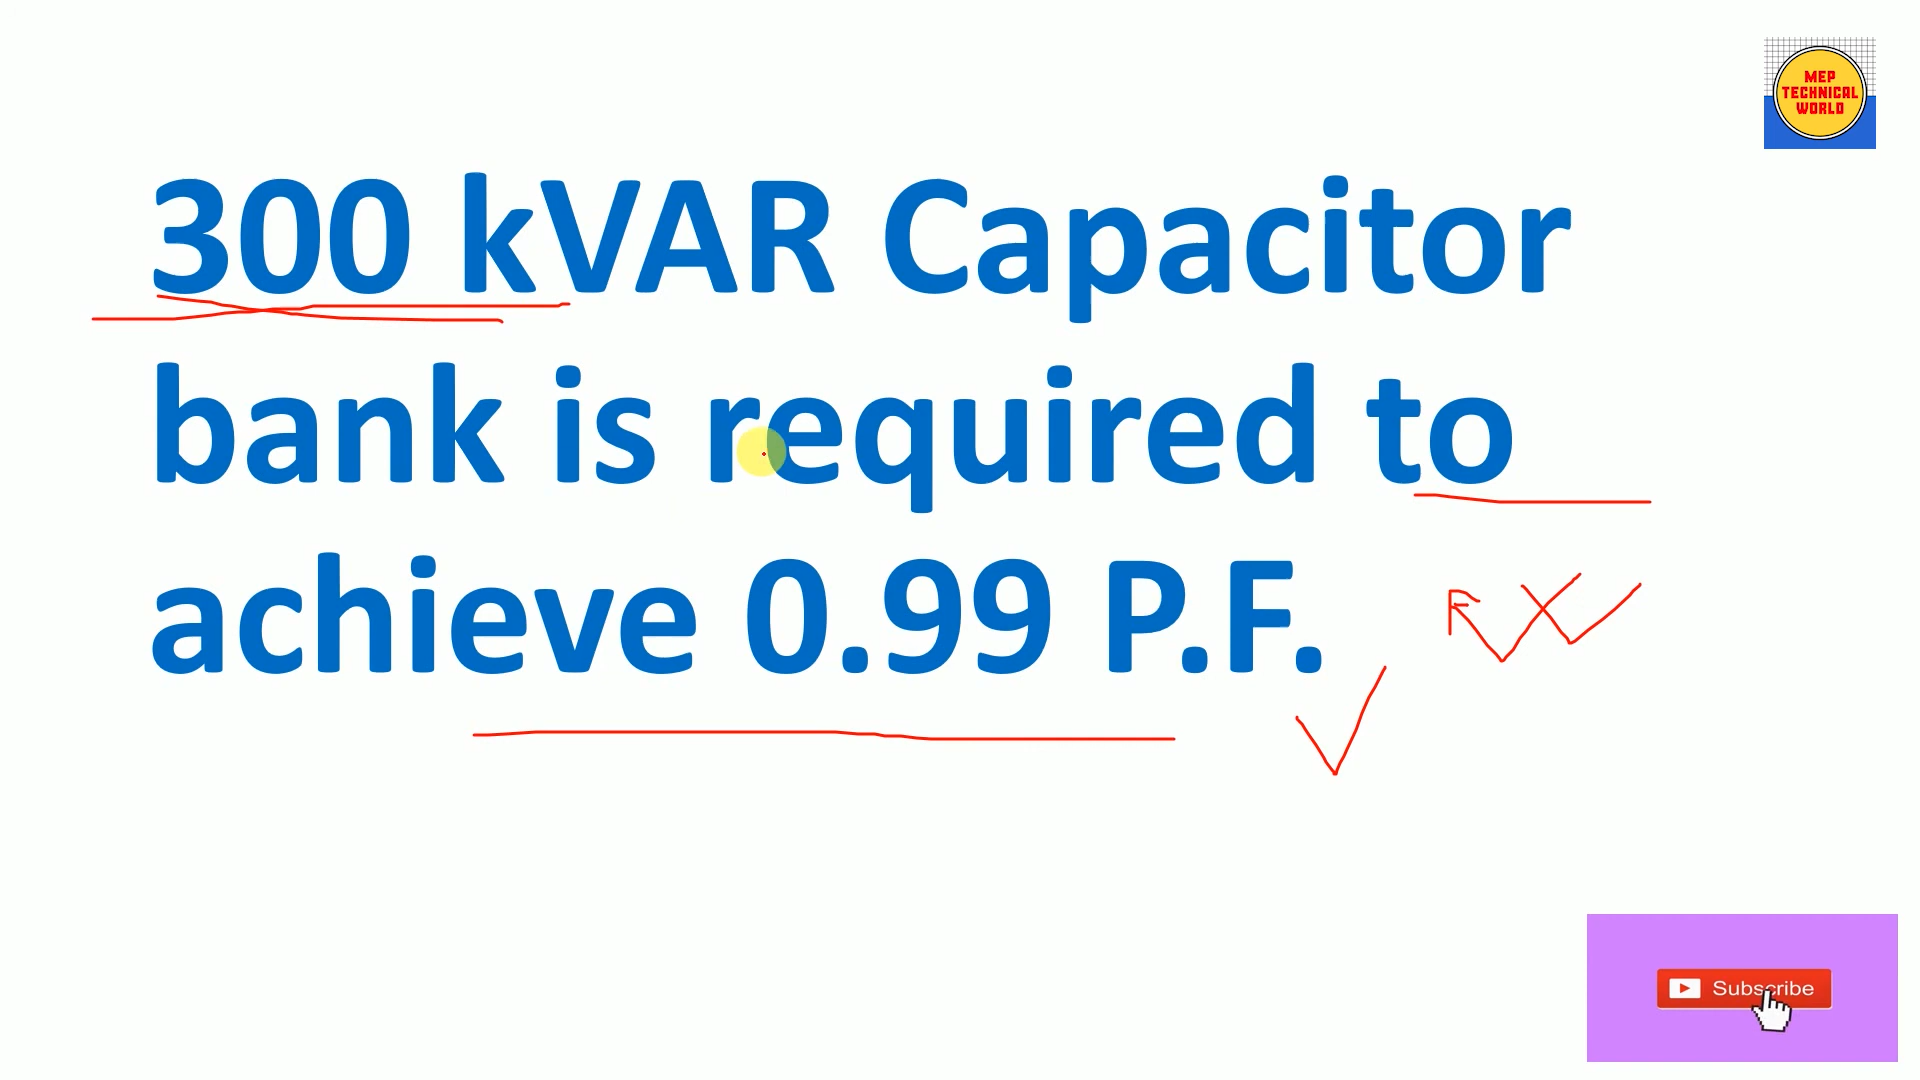 MEP
TECHNICAL
WORLD
300 kVAR Capacitor
bank is required to
achieve 0.99 P.F.
Subscribe